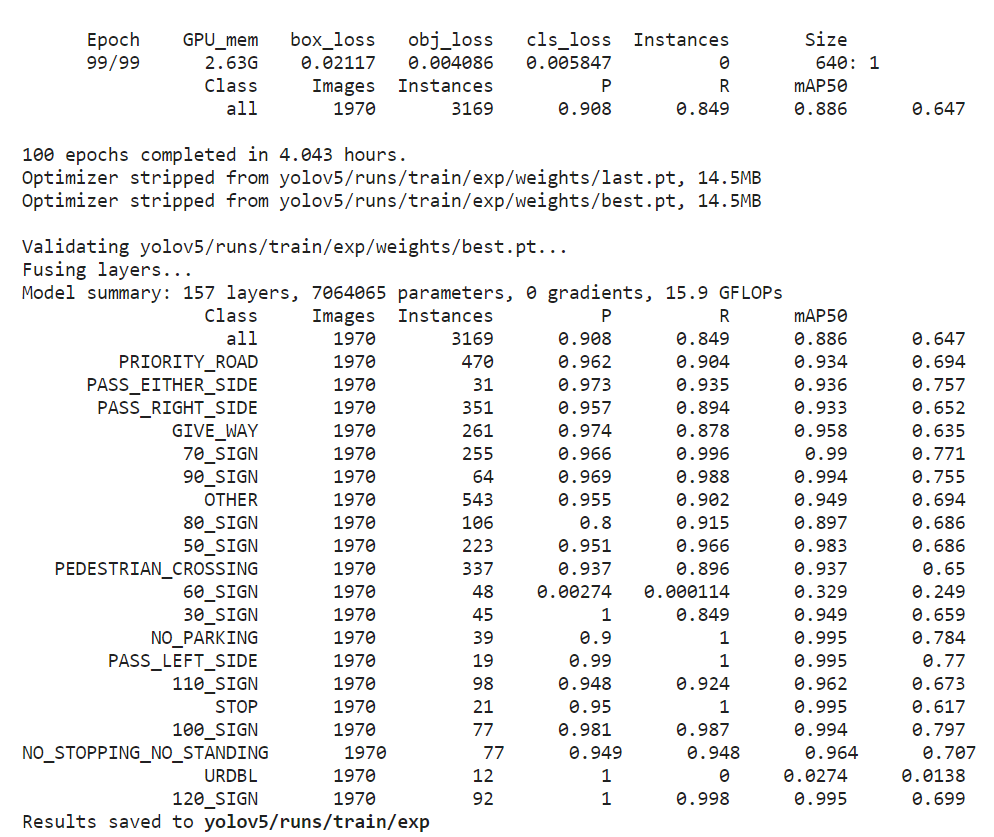 Epoch GPU_mem box_loss obj_loss cls_loss Instances Size
99/99 2.63G 0.02117 0.004086 0.005847 0 640: 1
Class Images Instances P R mAP50
all 1970 3169 0.908 0.849 0.886 0.647
100 epochs completed in 4.043 hours.
Optimizer stripped from yolov5/runs/train/exp/weights/last.pt, 14.5MB
Optimizer stripped from yolov5/runs/train/exp/weights/best.pt, 14.5MB
Validating yolov5/runs/train/exp/weights/best.pt...
Fusing layers...
Model summary: 157 layers, 7064065 parameters, 0 gradients, 15.9 GFLOPs
Class Images Instances P R mAP50
all 1970 3169 0.908 0.849 0.886 0.647
PRIORITY_ROAD 1970 470 0.962 0.904 0.934 0.694
PASS_EITHER_SIDE 1970 31 0.973 0.935 0.936 0.757
PASS_RIGHT_SIDE 1970 351 0.957 0.894 0.933 0.652
GIVE_WAY 1970 261 0.974 0.878 0.958 0.635
70_SIGN 1970 255 0.966 0.996 0.99 0.771
90_SIGN 1970 64 0.969 0.988 0.994 0.755
OTHER 1970 543 0.955 0.902 0.949 0.694
80_SIGN 1970 106 0.8 0.915 0.897 0.686
50_SIGN 1970 223 0.951 0.966 0.983 0.686
PEDESTRIAN_CROSSING 1970 337 0.937 0.896 0.937 0.65
60_SIGN 1970 48 0.00274 0.000114 0.329 0.249
30_SIGN 1970 45 1 0.849 0.949 0.659
NO_PARKING 1970 39 0.9 1 0.995 0.784
PASS_LEFT_SIDE 1970 19 0.99 1 0.995 0.77
110_SIGN 1970 98 0.948 0.924 0.962 0.673
STOP 1970 21 0.95 1 0.995 0.617
100_SIGN 1970 77 0.981 0.987 0.994 0.797
NO_STOPPING_NO_STANDING 1970 77 0.949 0.948 0.964 0.707
URDBL 1970 12 1 0 0.0274 0.0138
120_SIGN 1970 92 1 0.998 0.995 0.699
Results saved to yolov5/runs/train/exp